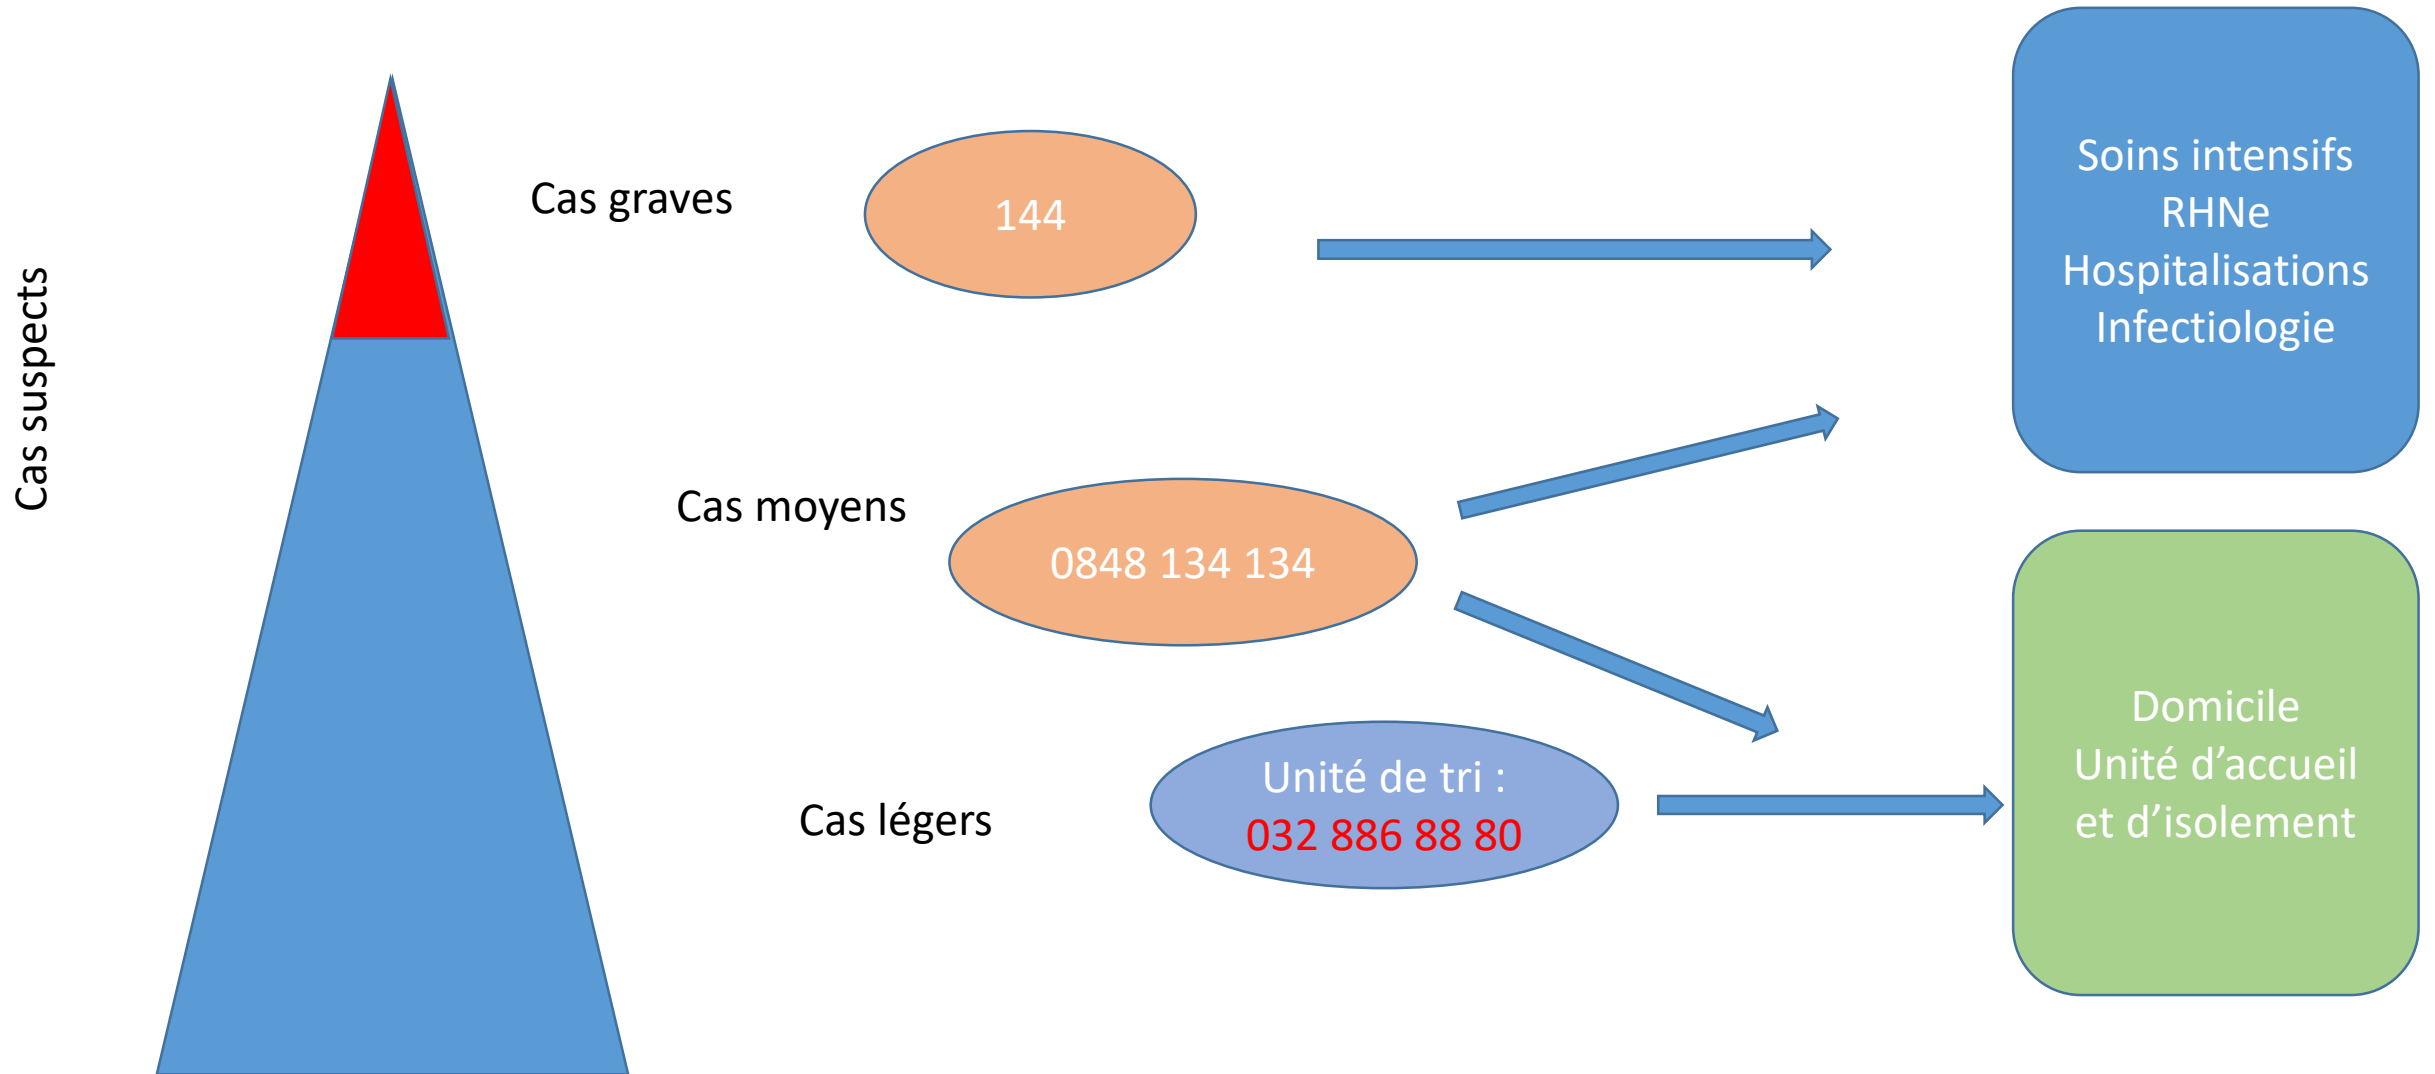 Cas suspects
Cas graves
144
Soins intensifs
RHNe
Hospitalisations
Infectiologie
Cas moyens
0848 134 134
Cas légers
Unité de tri :
032 886 88 80
Domicile
Unité d’accueil
et d’isolement